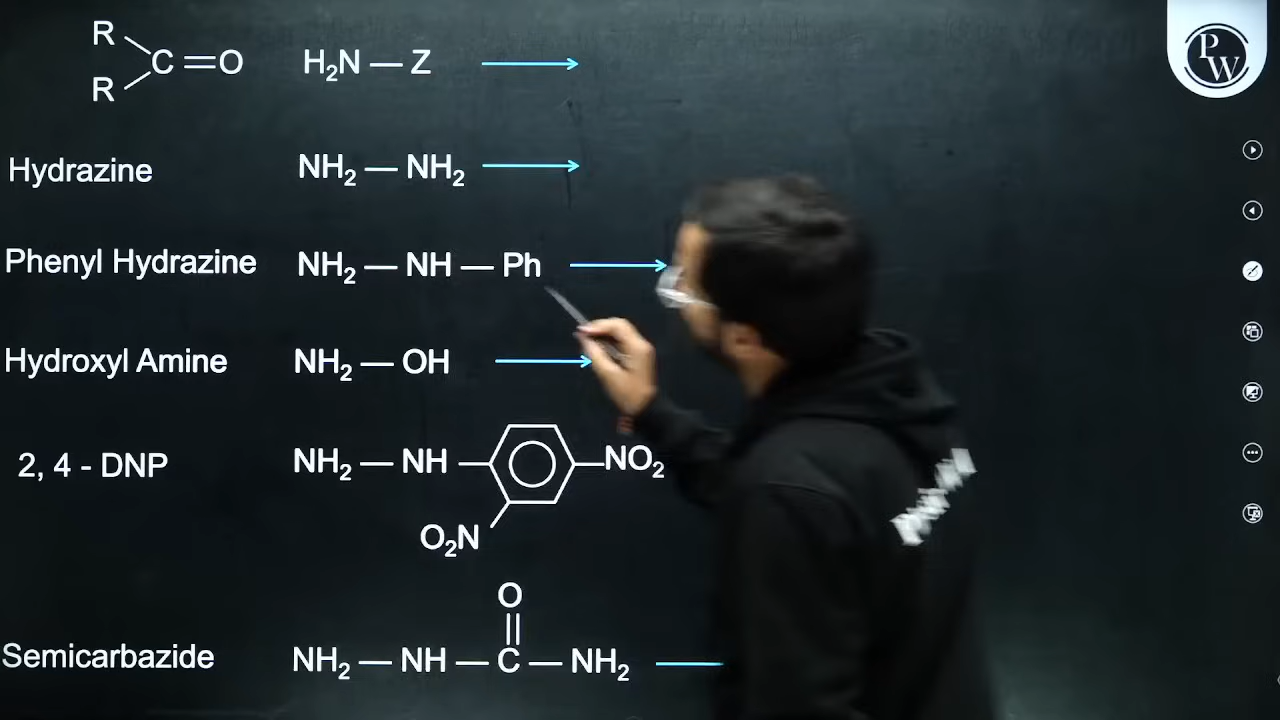 R
R
C=O H₂N — Z
Hydrazine NH₂ — NH₂
Phenyl Hydrazine NH₂ — NH — Ph
Hydroxyl Amine NH₂ — OH
2, 4 - DNP NH₂ — NH — NO₂
O₂N
O
Semicarbazide NH₂ — NH — C — NH₂
PW